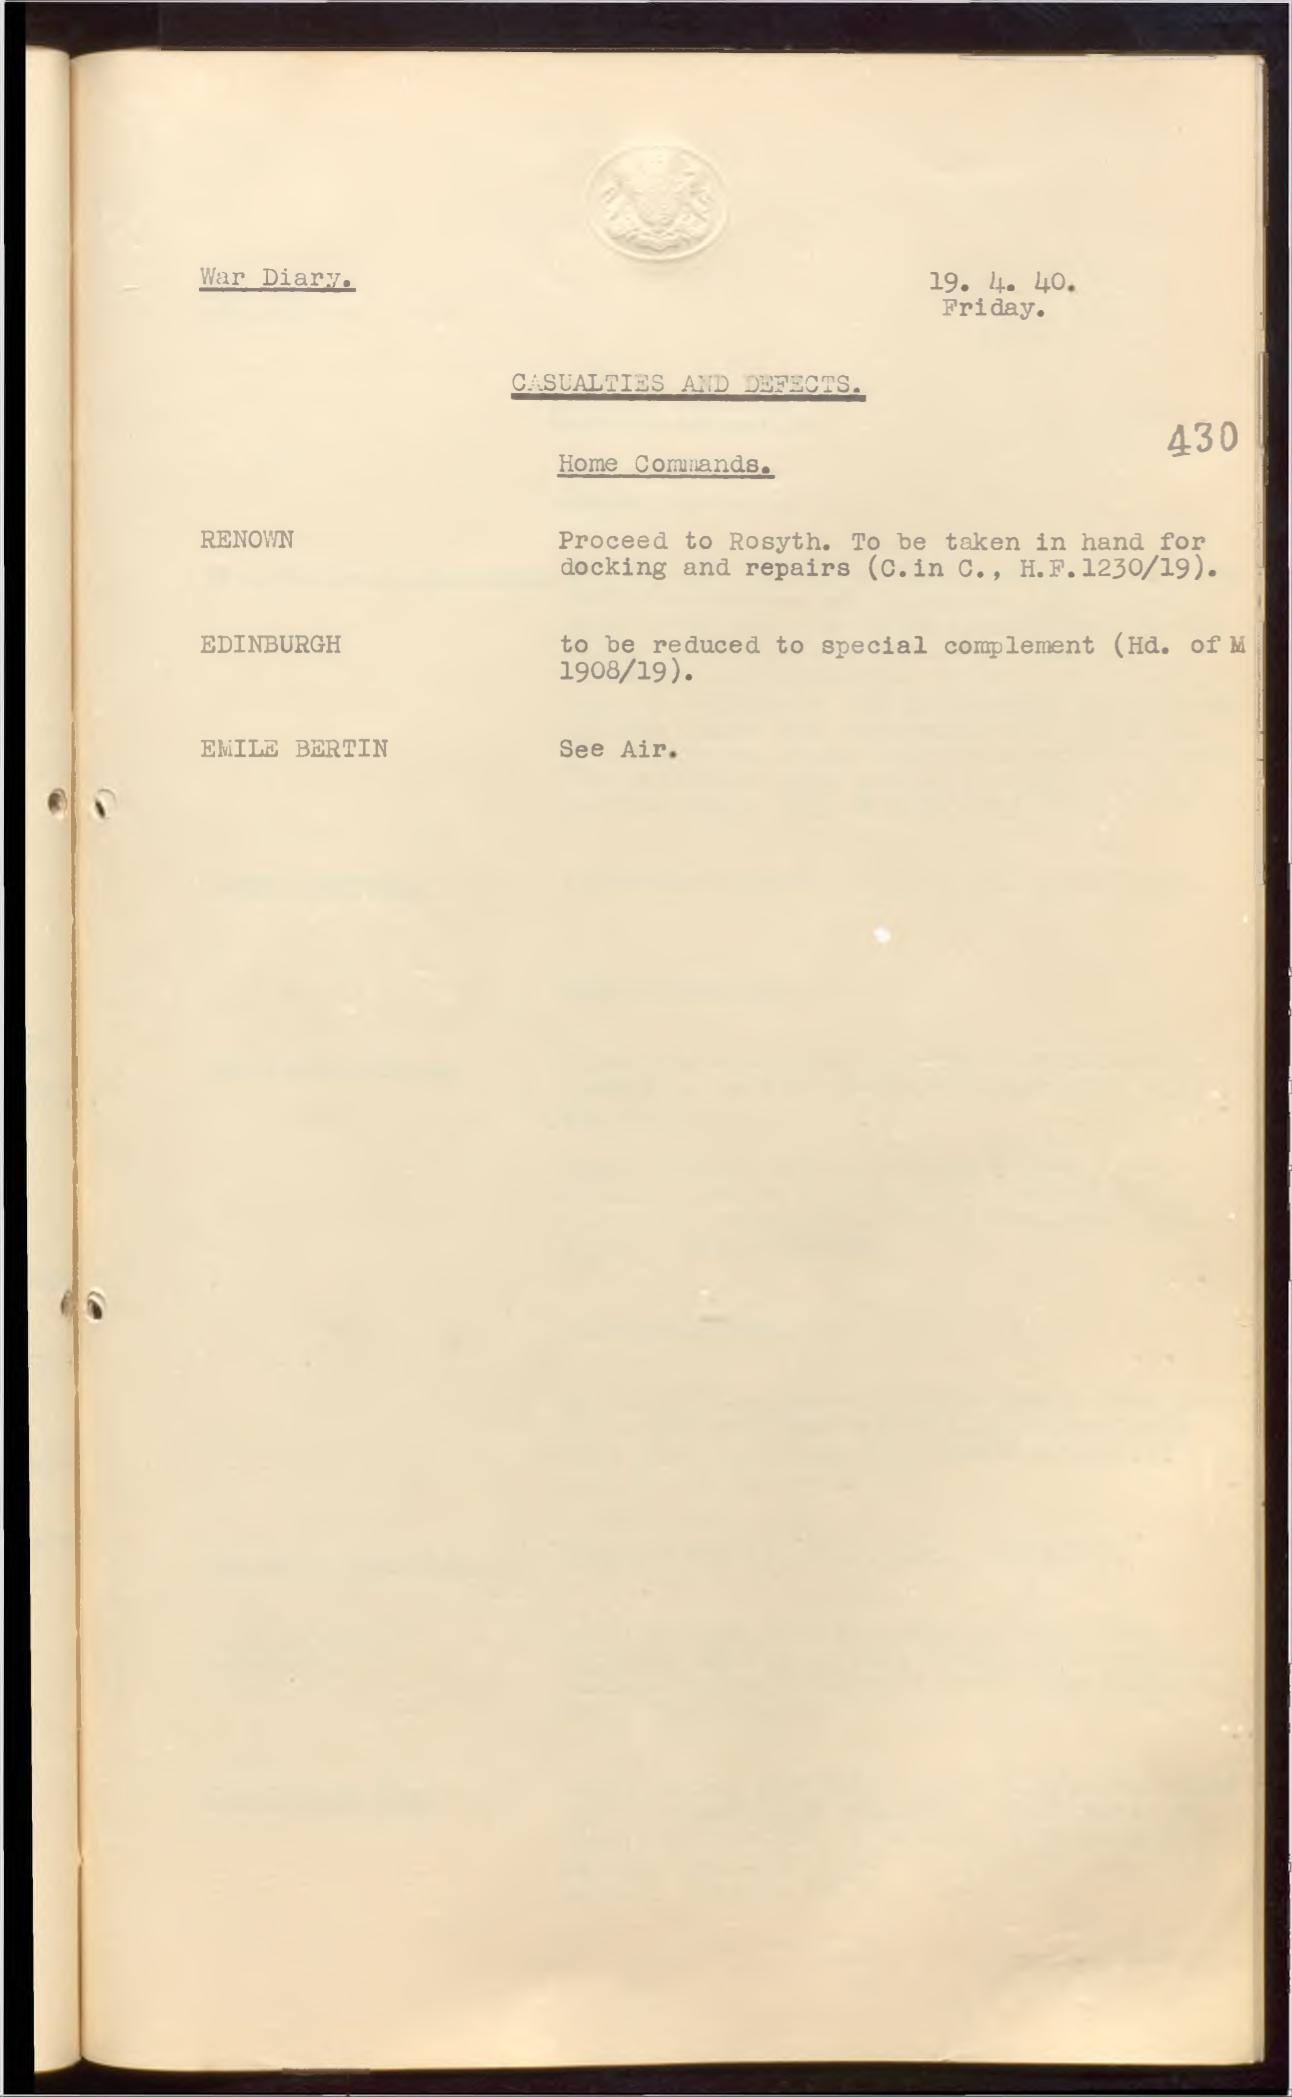 War Diary.
19. 4. 40.
Friday.
CASUALTIES AND DEFECTS.
430
Home Commands.
RENOWN Proceed to Rosyth. To be taken in hand for
docking and repairs (C.in C., H.F.1230/19).
EDINBURGH to be reduced to special complement (Hd. of M
1908/19).
EMILE BERTIN See Air.